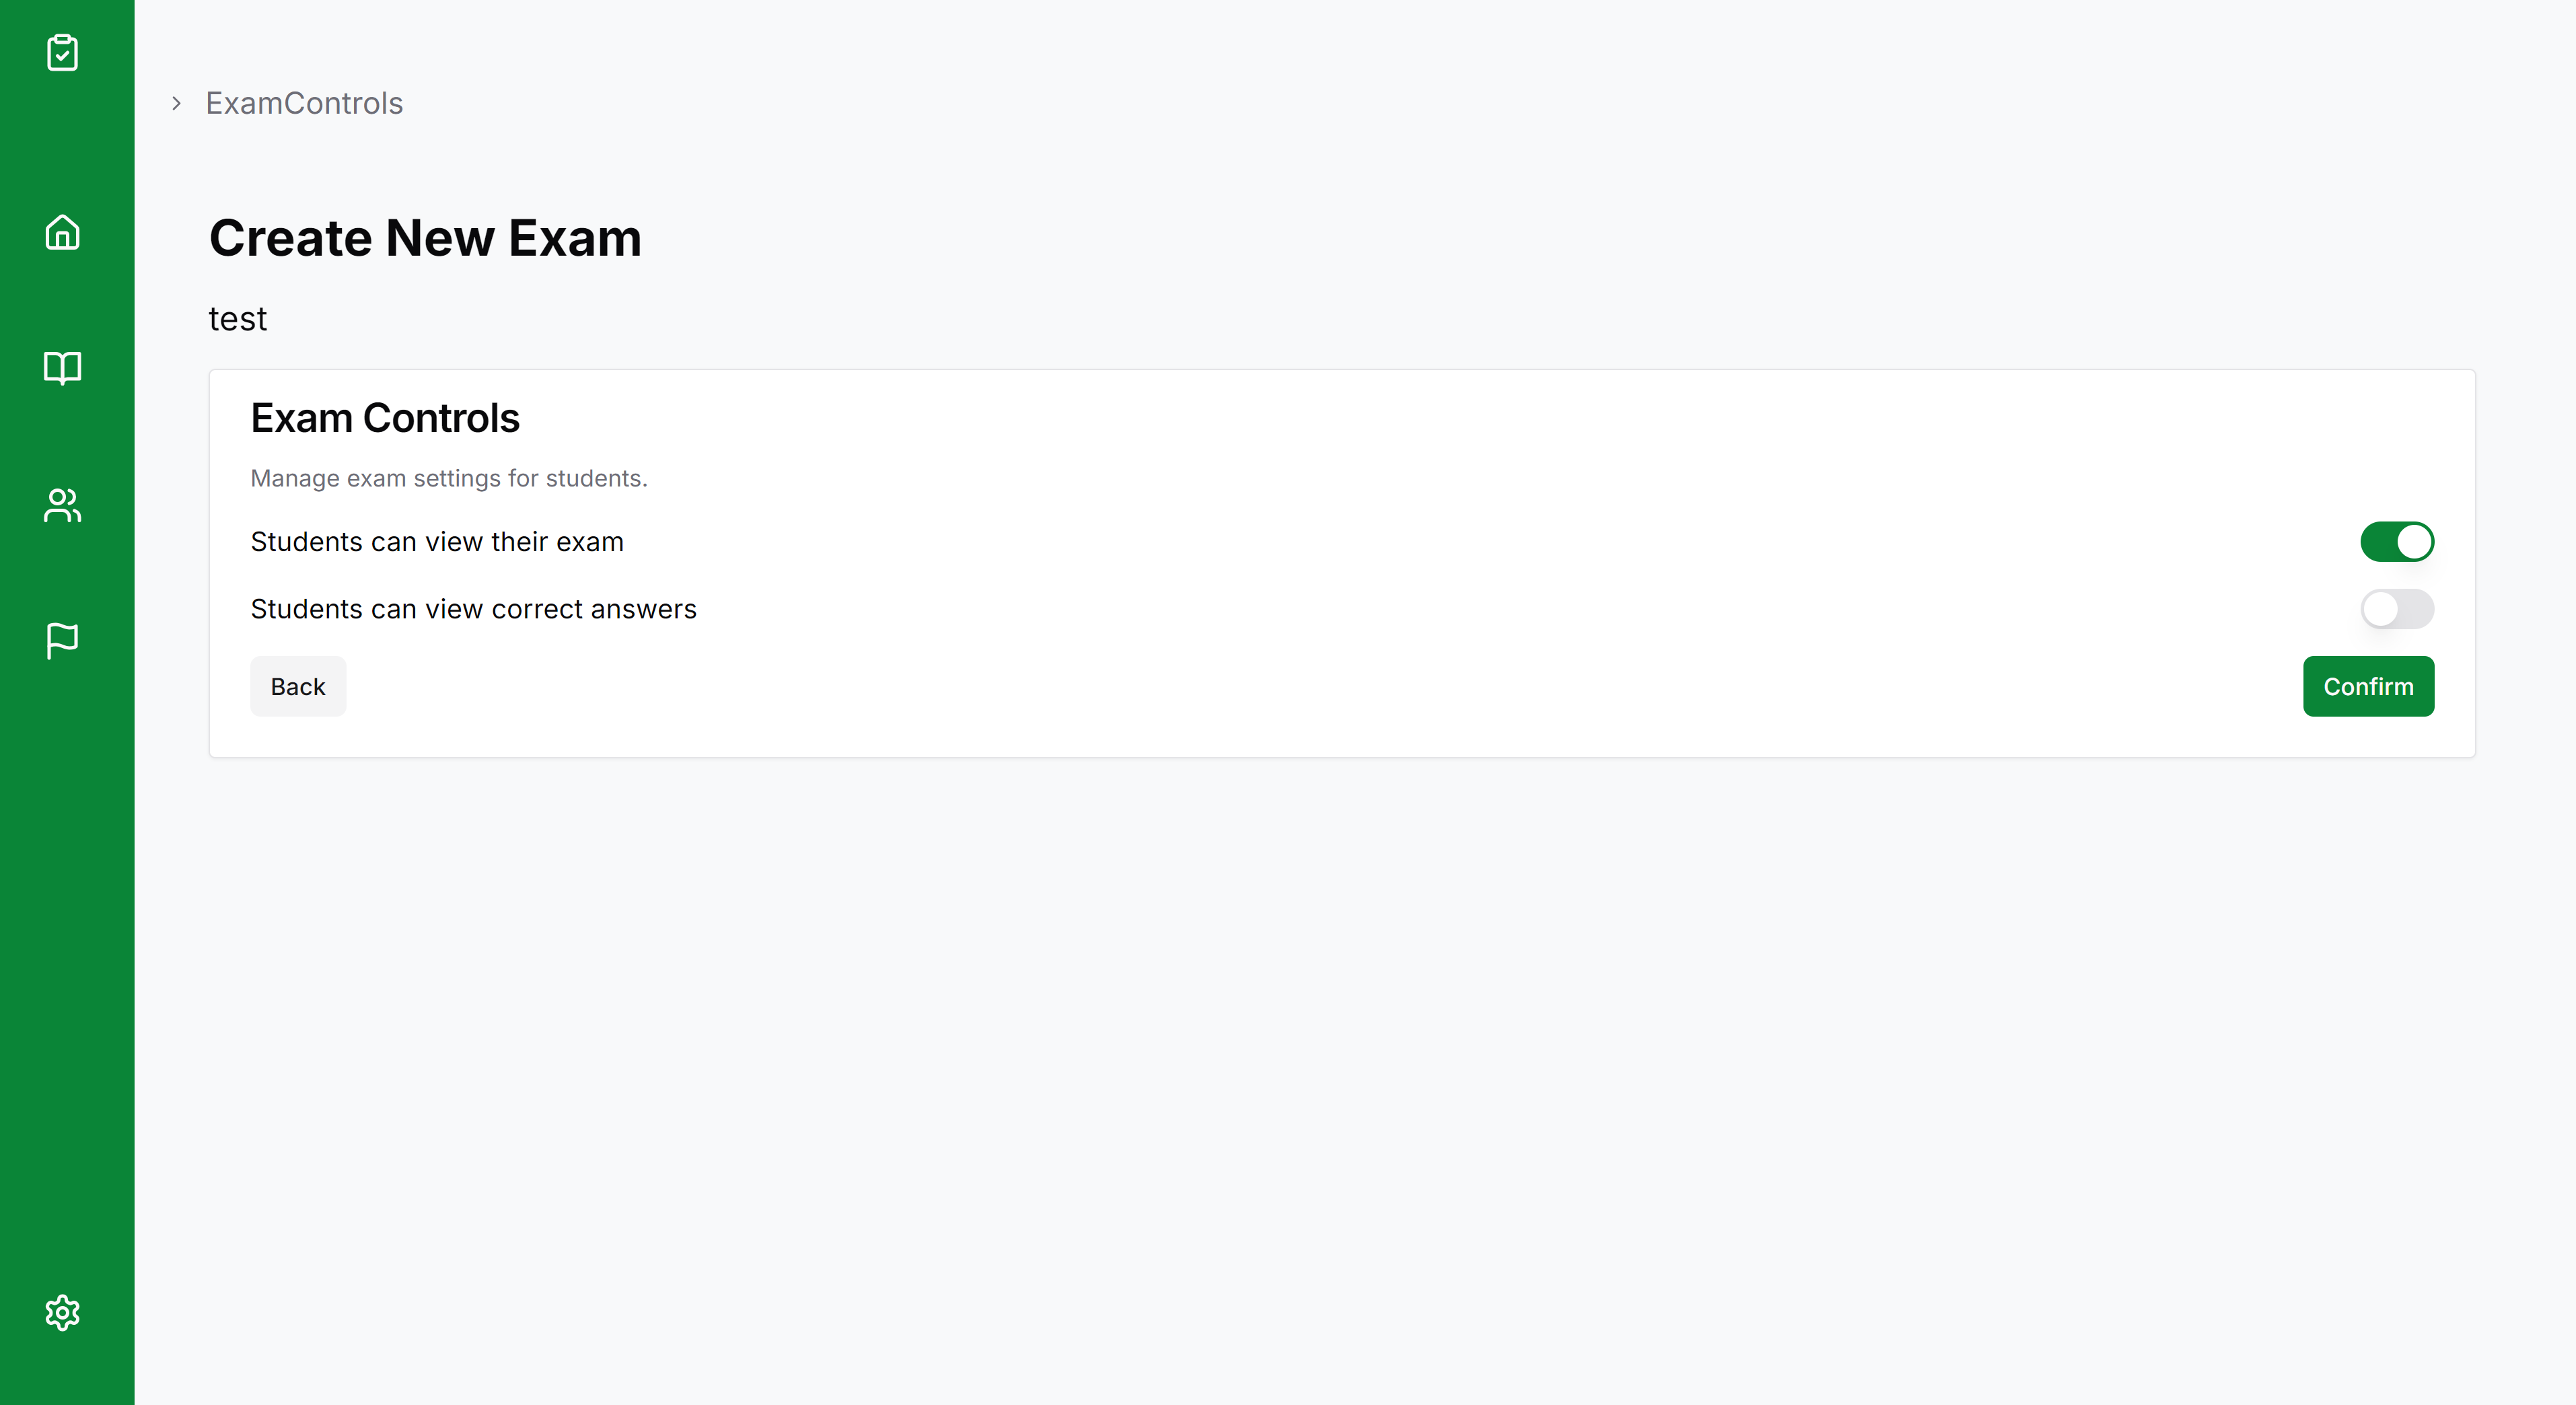 ExamControls
Create New Exam
test
Exam Controls
Manage exam settings for students.
Students can view their exam
Students can view correct answers
Back
Confirm